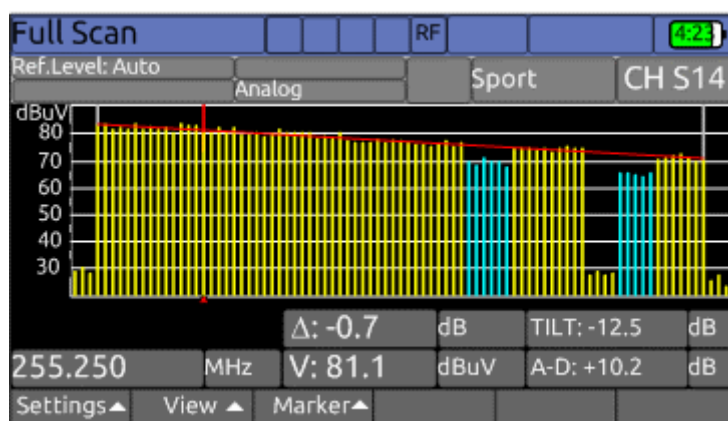 Full Scan RF 4:23
Ref.Level: Auto
Analog Sport CH S14
dBuV
80
70
60
50
40
30
Δ: -0.7 dB TILT: -12.5 dB
255.250 MHz V: 81.1 dBuV A-D: +10.2 dB
Settings View Marker